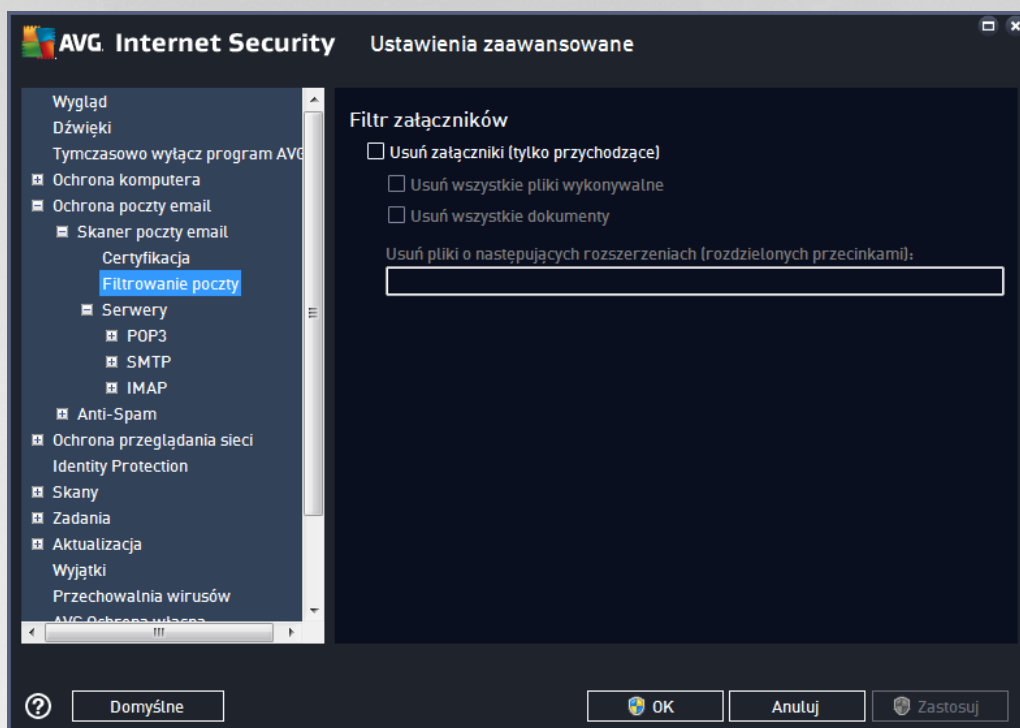 AVG. Internet Security Ustawienia zaawansowane
Wygląd
Dźwięki
Tymczasowo wyłącz program AVG
Ochrona komputera
Ochrona poczty email
Skaner poczty email
Certyfikacja
Filtrowanie poczty
Serwery
POP3
SMTP
IMAP
Anti-Spam
Ochrona przeglądania sieci
Identity Protection
Skany
Zadania
Aktualizacja
Wyjątki
Przechowalnia wirusów
AVG Ochrona własna
Filtr załączników
Usuń załączniki (tylko przychodzące)
Usuń wszystkie pliki wykonywalne
Usuń wszystkie dokumenty
Usuń pliki o następujących rozszerzeniach (rozdzielonych przecinkami):
Domyślne
OK
Anuluj
Zastosuj